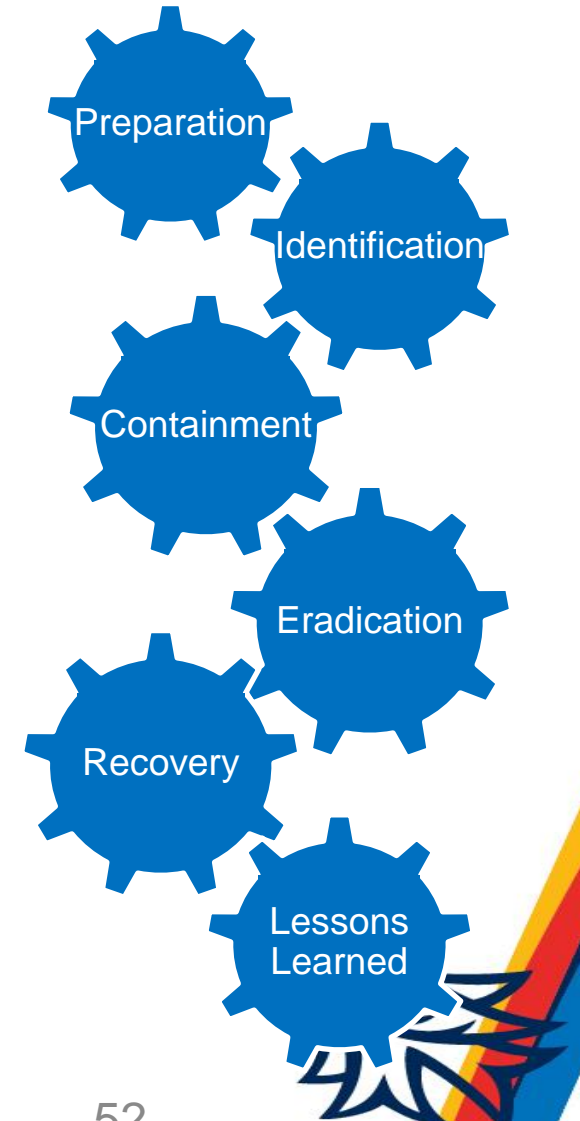 Preparation
Identification
Containment
Eradication
Recovery
Lessons
Learned
52